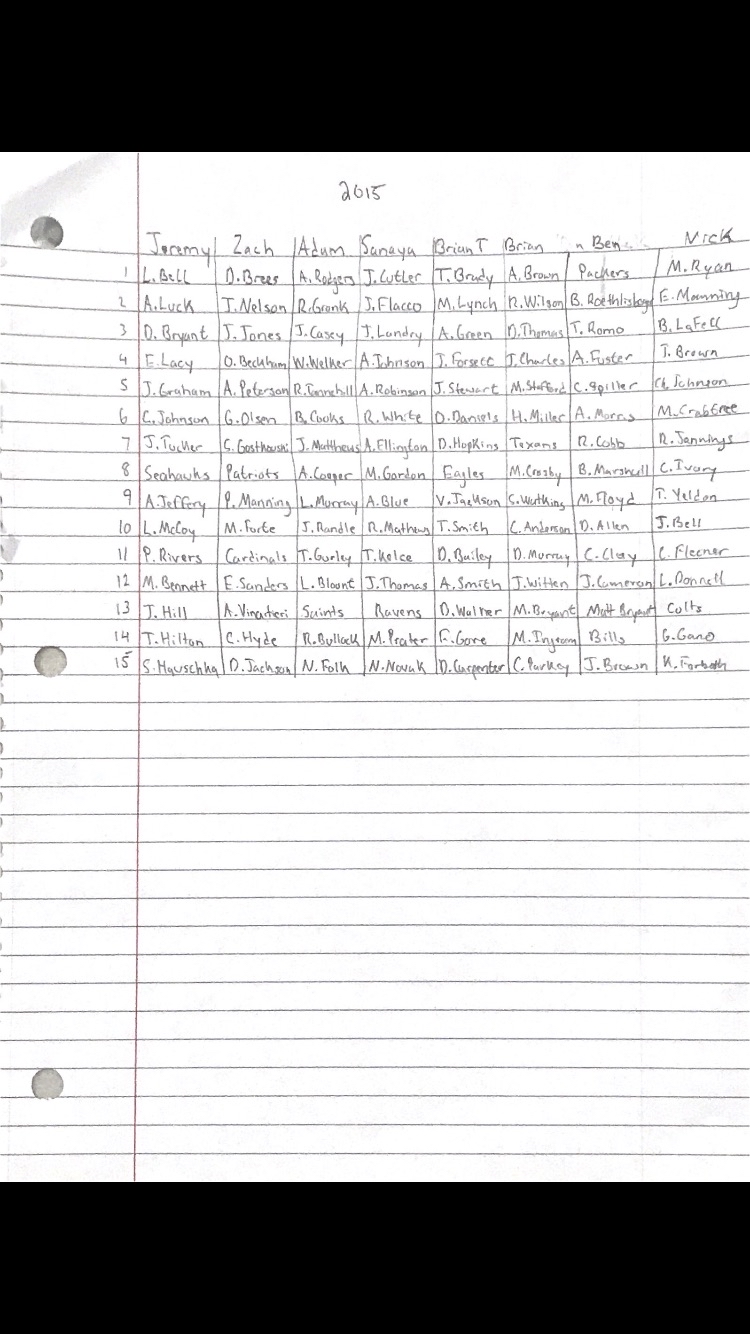 2015
Jeremy Zach Adam Sanaya Brian T Brian n Ben Nick
1 L. Bell D. Brees A. Rodgers J. Cutler T. Brady A. Brown Packers M. Ryan
2 A. Luck J. Nelson R. Gronk J. Flacco M. Lynch R. Wilson B. Roethlisberger E. Manning
3 D. Bryant J. Jones J. Casey J. Landry A. Green D. Thomas T. Romo B. LaFell
4 E. Lacy O. Beckham W. Welker A. Johnson J. Forsett J. Charles A. Foster J. Brown
5 J. Graham A. Peterson R. Tannehill A. Robinson J. Stewart M. Stafford C. Spiller Ch. Johnson
6 C. Johnson G. Olsen B. Cooks R. White O. Daniels H. Miller A. Morris M. Crabtree
7 J. Tucker S. Gostkowski J. Matthews A. Ellington D. Hopkins Texans R. Cobb R. Jennings
8 Seahawks Patriots A. Cooper M. Gordon Eagles M. Crosby B. Marshall C. Ivory
9 A. Jeffery P. Manning L. Murray A. Blue V. Jackson S. Watkins M. Floyd T. Yeldon
10 L. McCoy M. Forte J. Randle R. Mathews T. Smith C. Anderson D. Allen J. Bell
11 P. Rivers Cardinals T. Gurley T. Kelce D. Bailey D. Murray C. Clay C. Fleener
12 M. Bennett E. Sanders L. Blount J. Thomas A. Smith J. Witten J. Cameron L. Donnell
13 J. Hill A. Vinatieri Saints Ravens D. Walker M. Bryant Matt Bryant Colts
14 T. Hilton C. Hyde R. Bullock M. Prater F. Gore M. Ingram Bills G. Gano
15 S. Hauschka D. Jackson N. Folk N. Novak D. Carpenter C. Parkey J. Brown K. Forbath